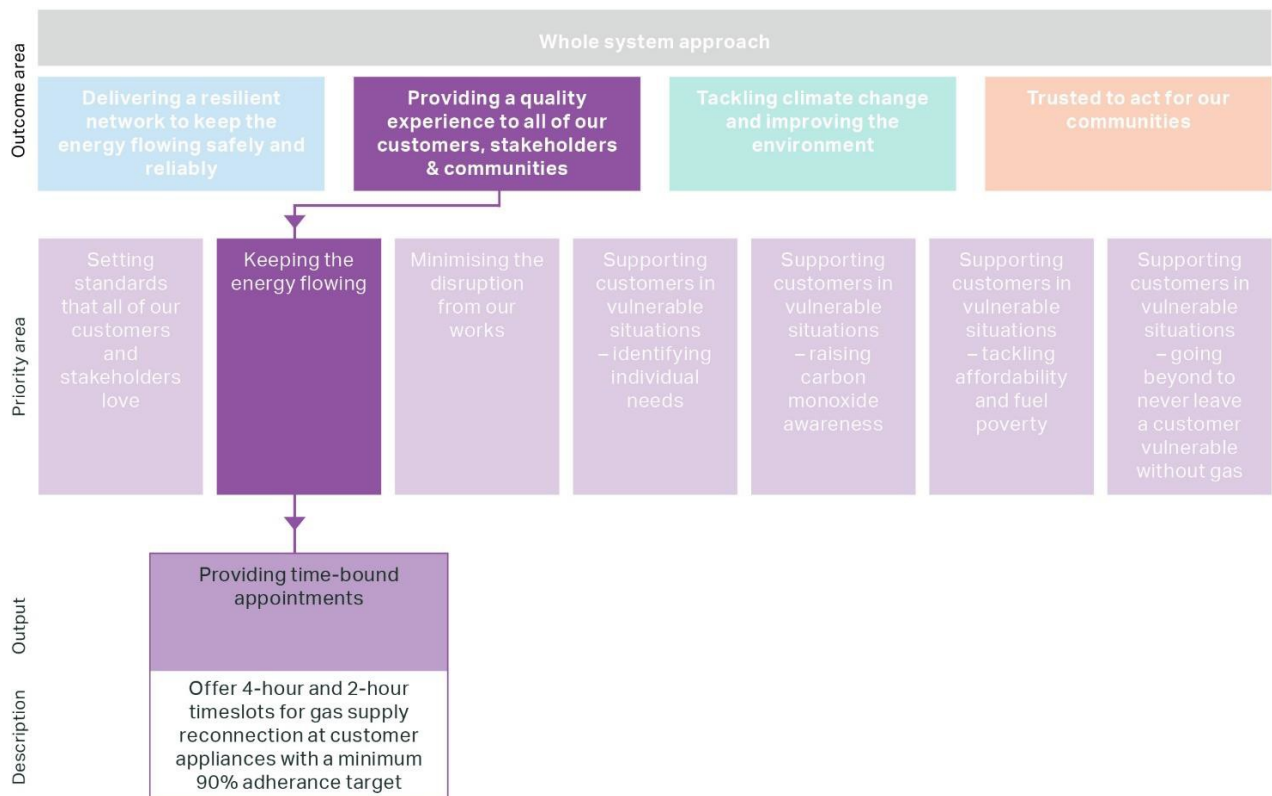 Outcome area
Whole system approach
Delivering a resilient
network to keep the
energy flowing safely and
reliably
Providing a quality
experience to all of our
customers, stakeholders
& communities
Tackling climate change
and improving the
environment
Trusted to act for our
communities
Priority area
Setting
standards
that all of our
customers
and
stakeholders
love
Keeping the
energy flowing
Minimising the
disruption
from our
works
Supporting
customers in
vulnerable
situations
– identifying
individual
needs
Supporting
customers in
vulnerable
situations
– raising
carbon
monoxide
awareness
Supporting
customers in
vulnerable
situations
– tackling
affordability
and fuel
poverty
Supporting
customers in
vulnerable
situations
– going
beyond to
never leave
a customer
vulnerable
without gas
Output
Providing time-bound
appointments
Description
Offer 4-hour and 2-hour
timeslots for gas supply
reconnection at customer
appliances with a minimum
90% adherance target